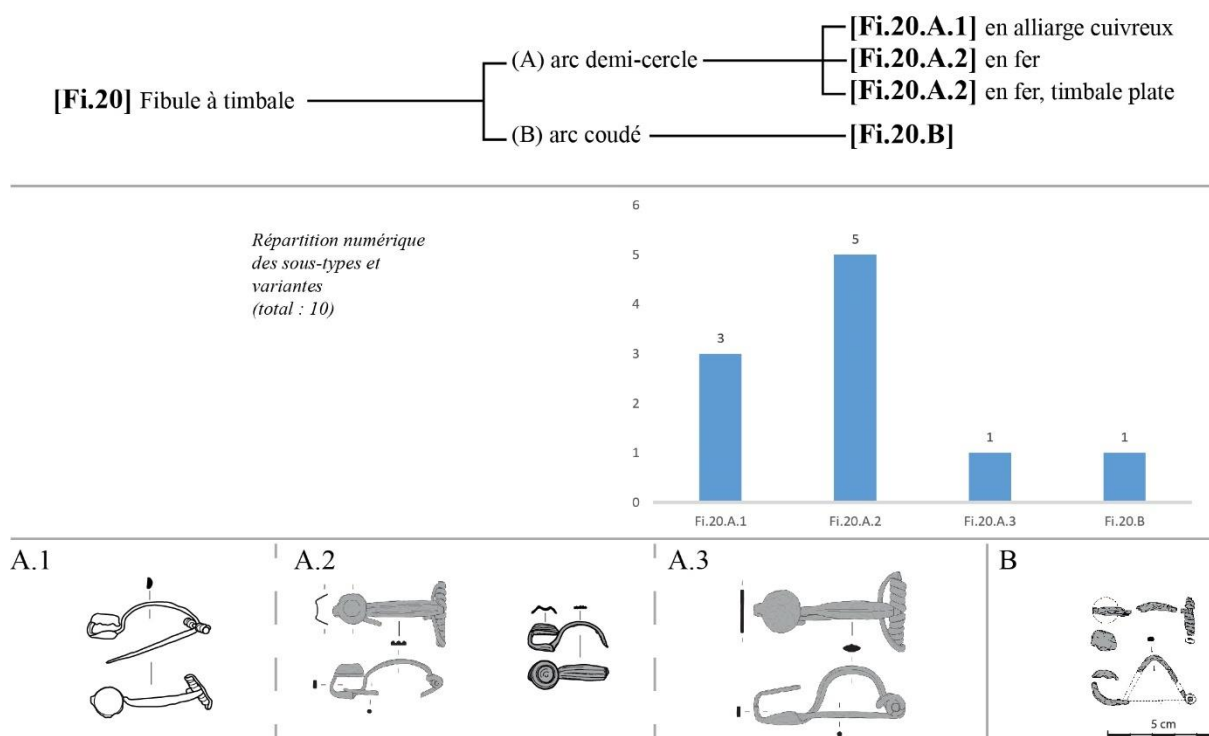 [Fi.20] Fibule à timbale
(A) arc demi-cercle
[Fi.20.A.1] en alliarge cuivreux
[Fi.20.A.2] en fer
[Fi.20.A.2] en fer, timbale plate
(B) arc coudé
[Fi.20.B]
Répartition numérique
des sous-types et
variantes
(total : 10)
6
5
4
3
2
1
0
3
5
1
1
Fi.20.A.1
Fi.20.A.2
Fi.20.A.3
Fi.20.B
A.1
A.2
A.3
B
5 cm